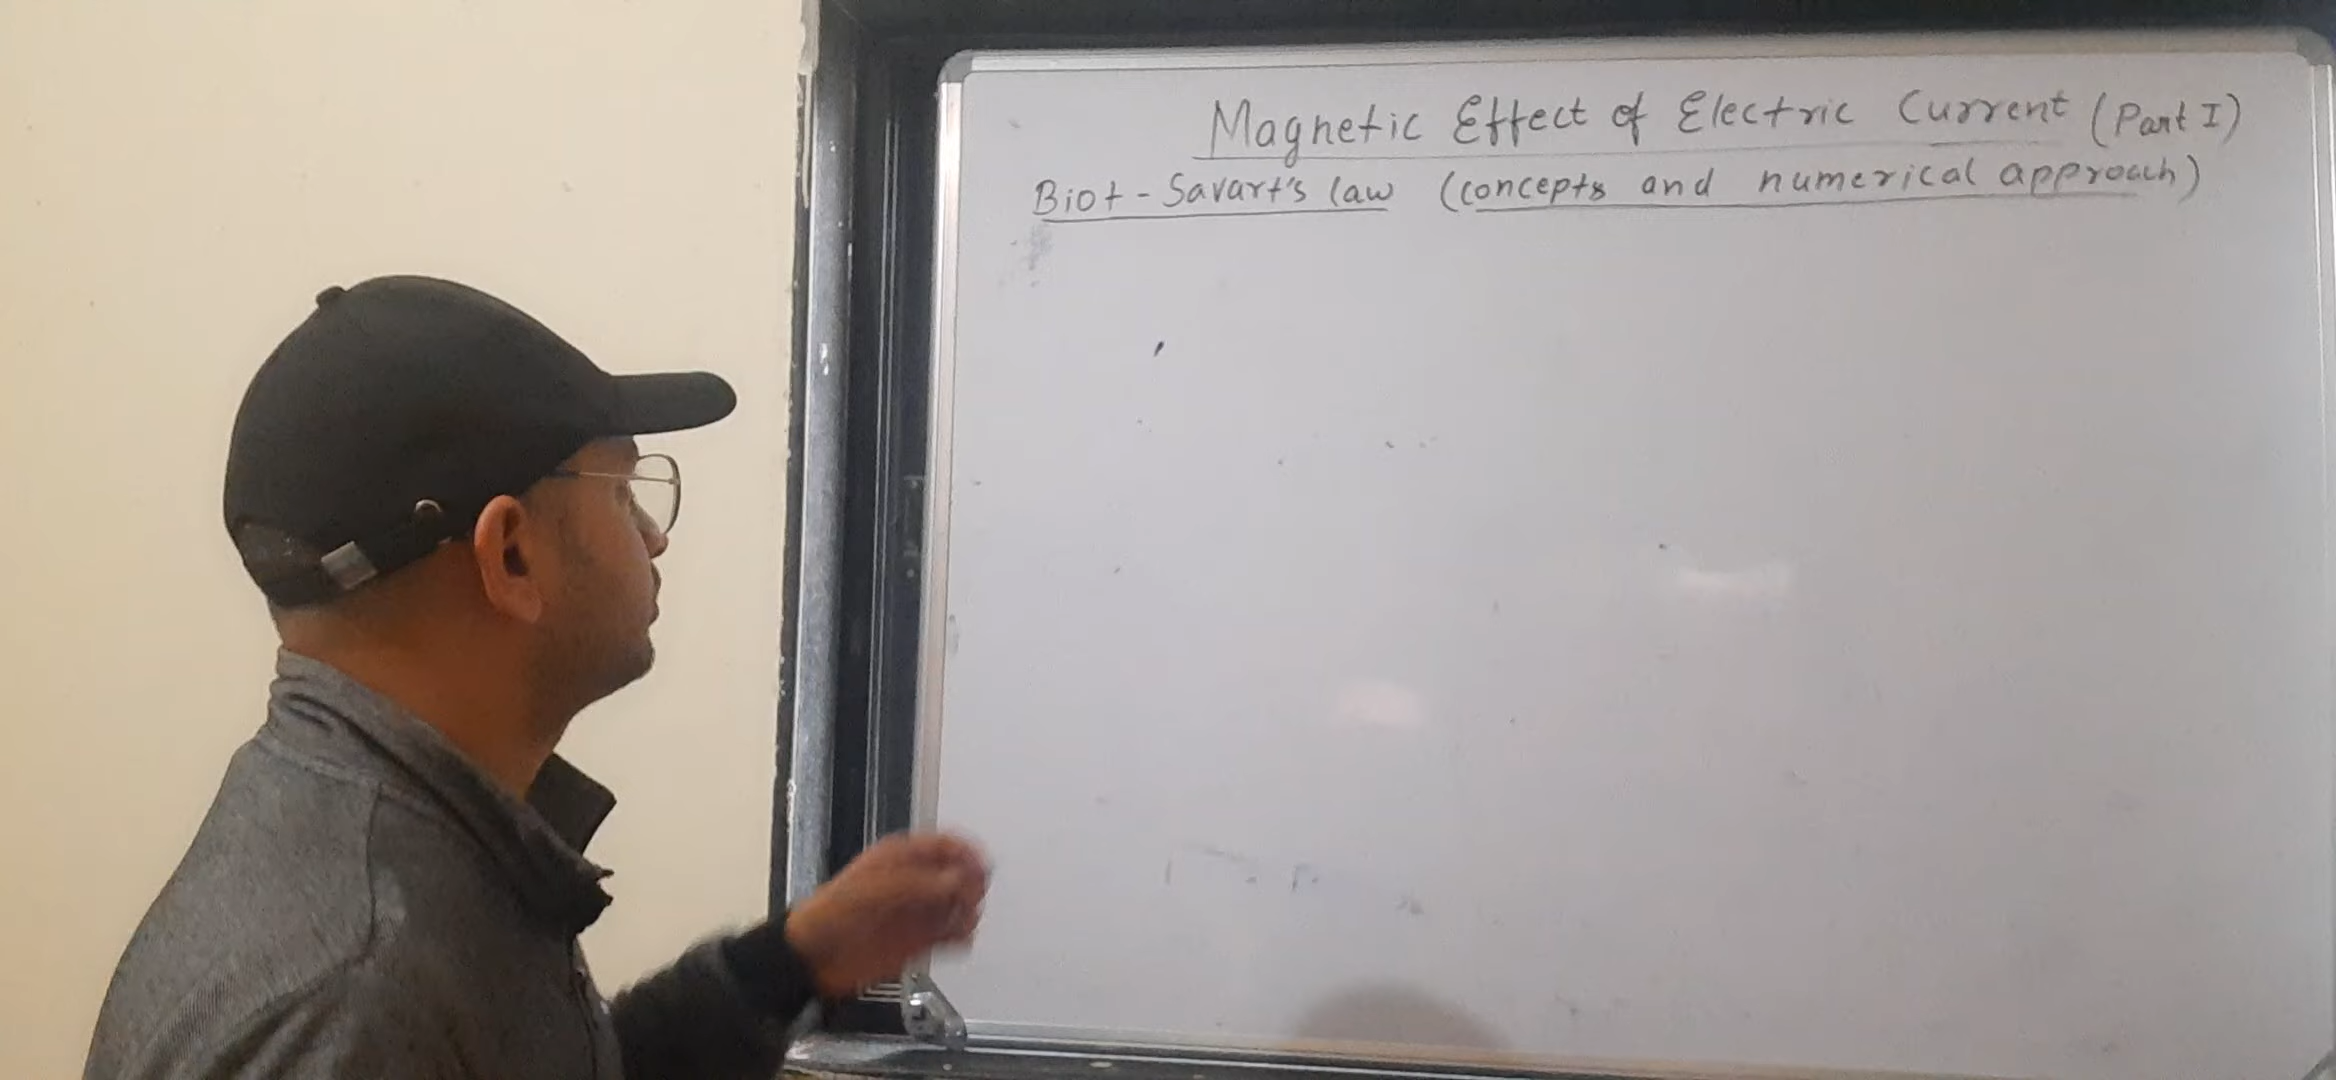 Magnetic Effect of Electric Current (Part I)
Biot - Savart's law (concepts and numerical approach)